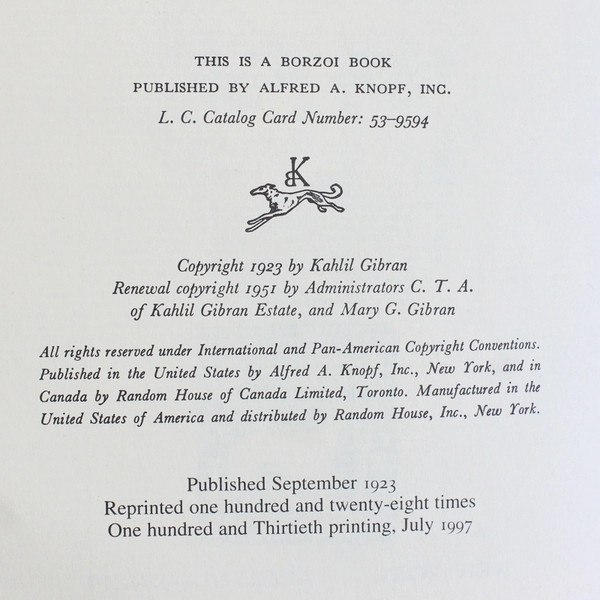 THIS IS A BORZOI BOOK
PUBLISHED BY ALFRED A. KNOPF, INC.
L. C. Catalog Card Number: 53–9594
BK
Copyright 1923 by Kahlil Gibran
Renewal copyright 1951 by Administrators C. T. A.
of Kahlil Gibran Estate, and Mary G. Gibran
All rights reserved under International and Pan-American Copyright Conventions.
Published in the United States by Alfred A. Knopf, Inc., New York, and in
Canada by Random House of Canada Limited, Toronto. Manufactured in the
United States of America and distributed by Random House, Inc., New York.
Published September 1923
Reprinted one hundred and twenty-eight times
One hundred and Thirtieth printing, July 1997